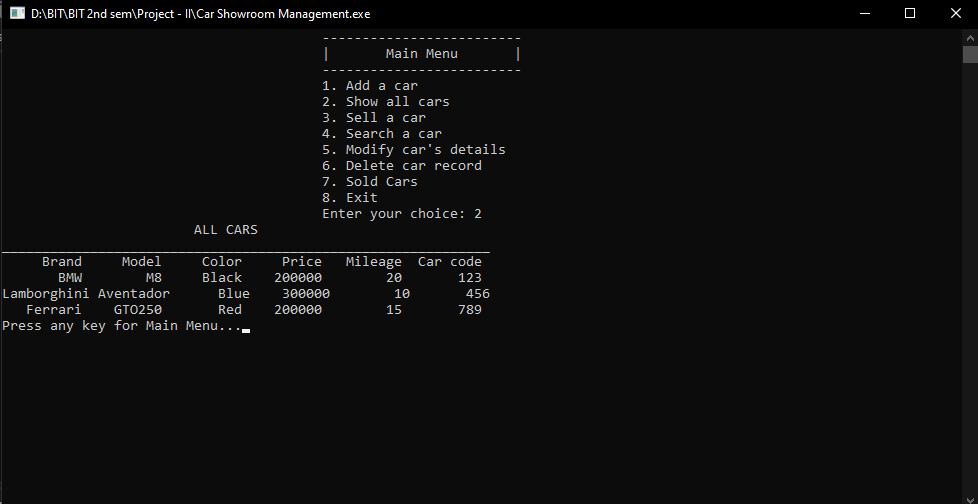 D:\BIT\BIT 2nd sem\Project - II\Car Showroom Management.exe
-------------------------
|       Main Menu       |
-------------------------
1. Add a car
2. Show all cars
3. Sell a car
4. Search a car
5. Modify car's details
6. Delete car record
7. Sold Cars
8. Exit
Enter your choice: 2
ALL CARS
_____________________________________________________________
Brand     Model     Color     Price   Mileage  Car code
BMW        M8     Black    200000        20       123
Lamborghini Aventador      Blue    300000        10       456
Ferrari    GTO250       Red    200000        15       789
Press any key for Main Menu..._